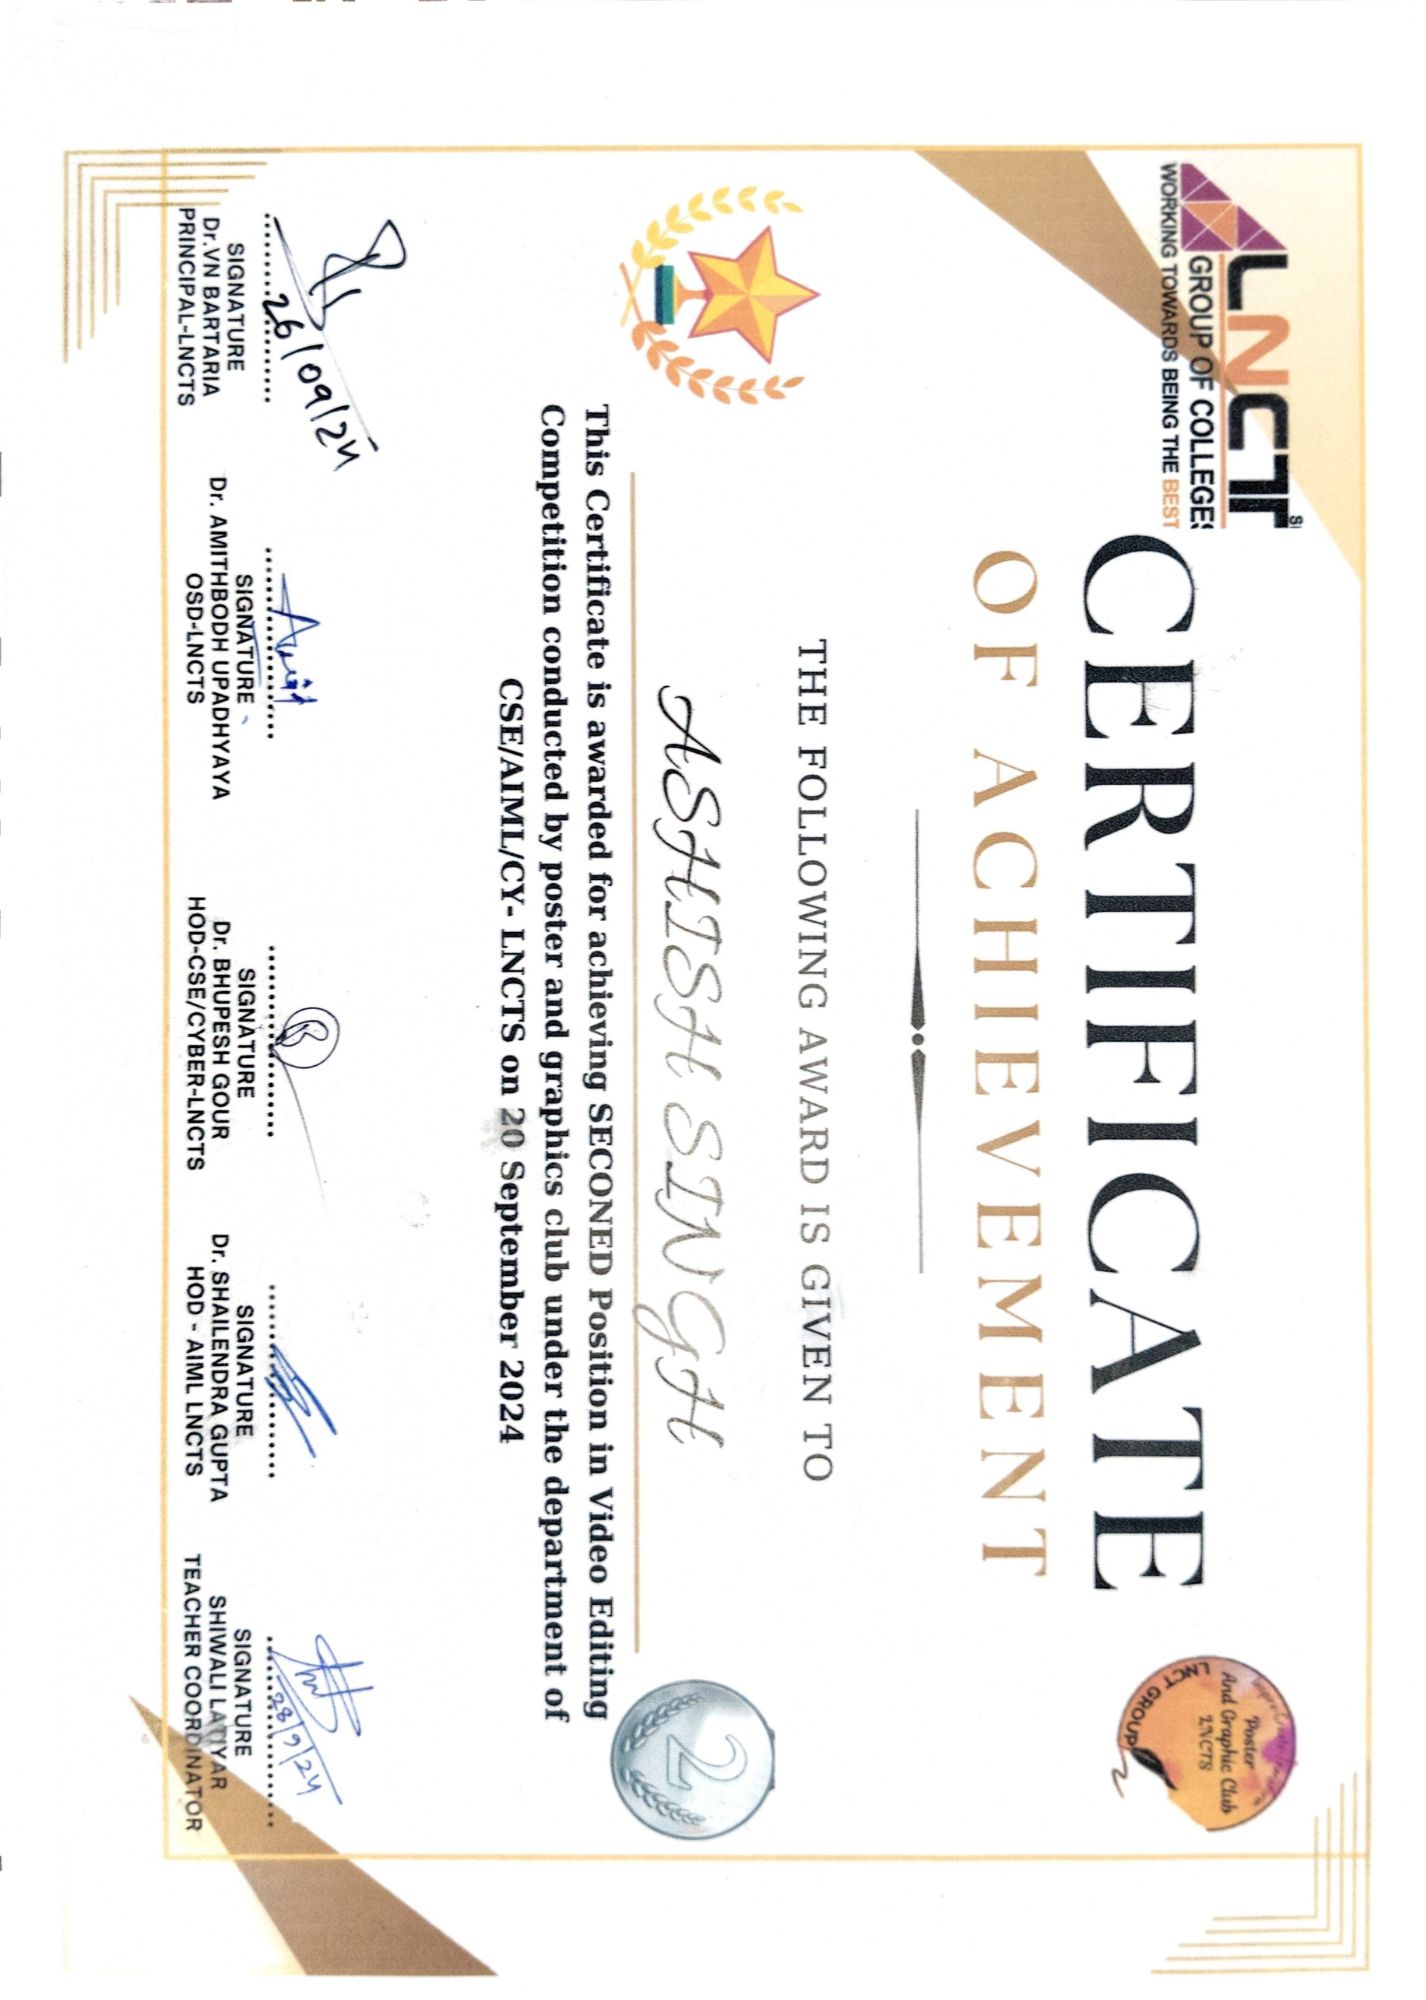 LNCT
GROUP OF COLLEGES
WORKING TOWARDS BEING THE BEST
Poster
And Graphic Club
LNCTS
LNCT GROUP
CERTIFICATE
OF ACHIEVEMENT
THE FOLLOWING AWARD IS GIVEN TO
ASHISH SINGH
2
This Certificate is awarded for achieving SECONED Position in Video Editing
Competition conducted by poster and graphics club under the department of
CSE/AIML/CY- LNCTS on 20 September 2024
26/09/24
SIGNATURE
Dr.VN BARTARIA
PRINCIPAL-LNCTS
Amit
SIGNATURE
Dr. AMITHBODH UPADHYAYA
OSD-LNCTS
B
SIGNATURE
Dr. BHUPESH GOUR
HOD-CSE/CYBER-LNCTS
SIGNATURE
Dr. SHAILENDRA GUPTA
HOD - AIML LNCTS
28/9/24
SIGNATURE
SHIWALI LATIYAR
TEACHER COORDINATOR